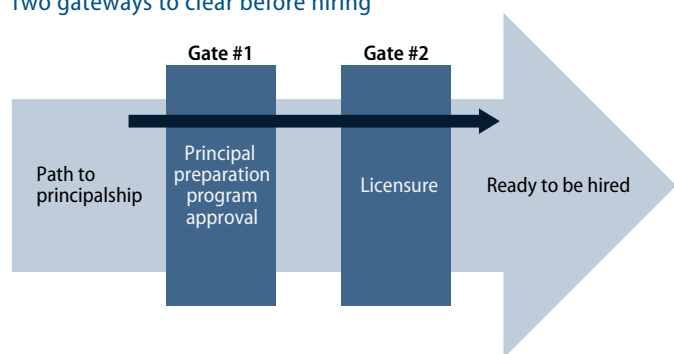 Two gateways to clear before hiring
Gate #1
Gate #2
Path to
principalship
Principal
preparation
program
approval
Licensure
Ready to be hired